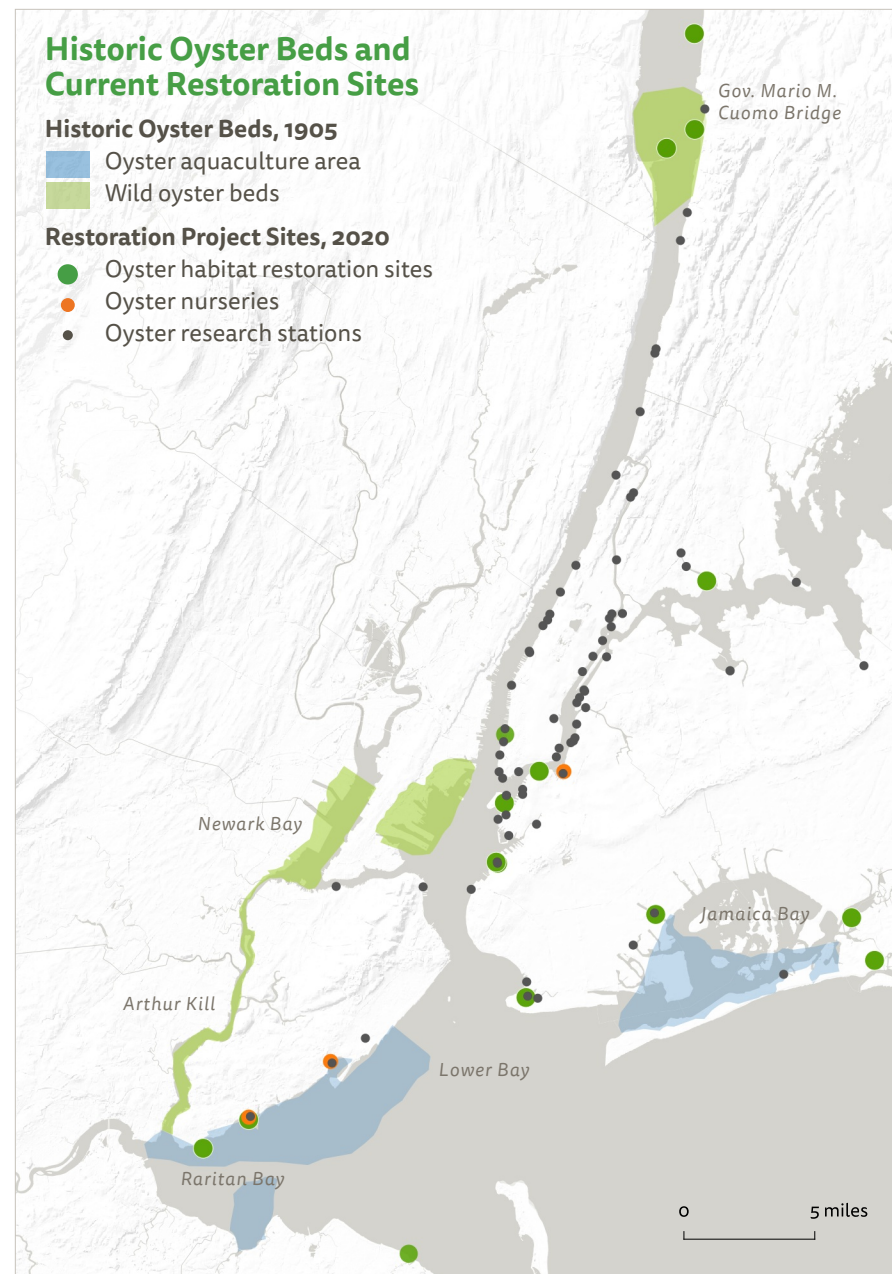 Historic Oyster Beds and
Current Restoration Sites
Historic Oyster Beds, 1905
Oyster aquaculture area
Wild oyster beds
Restoration Project Sites, 2020
Oyster habitat restoration sites
Oyster nurseries
Oyster research stations
Gov. Mario M.
Cuomo Bridge
Newark Bay
Jamaica Bay
Arthur Kill
Lower Bay
Raritan Bay
0 5 miles